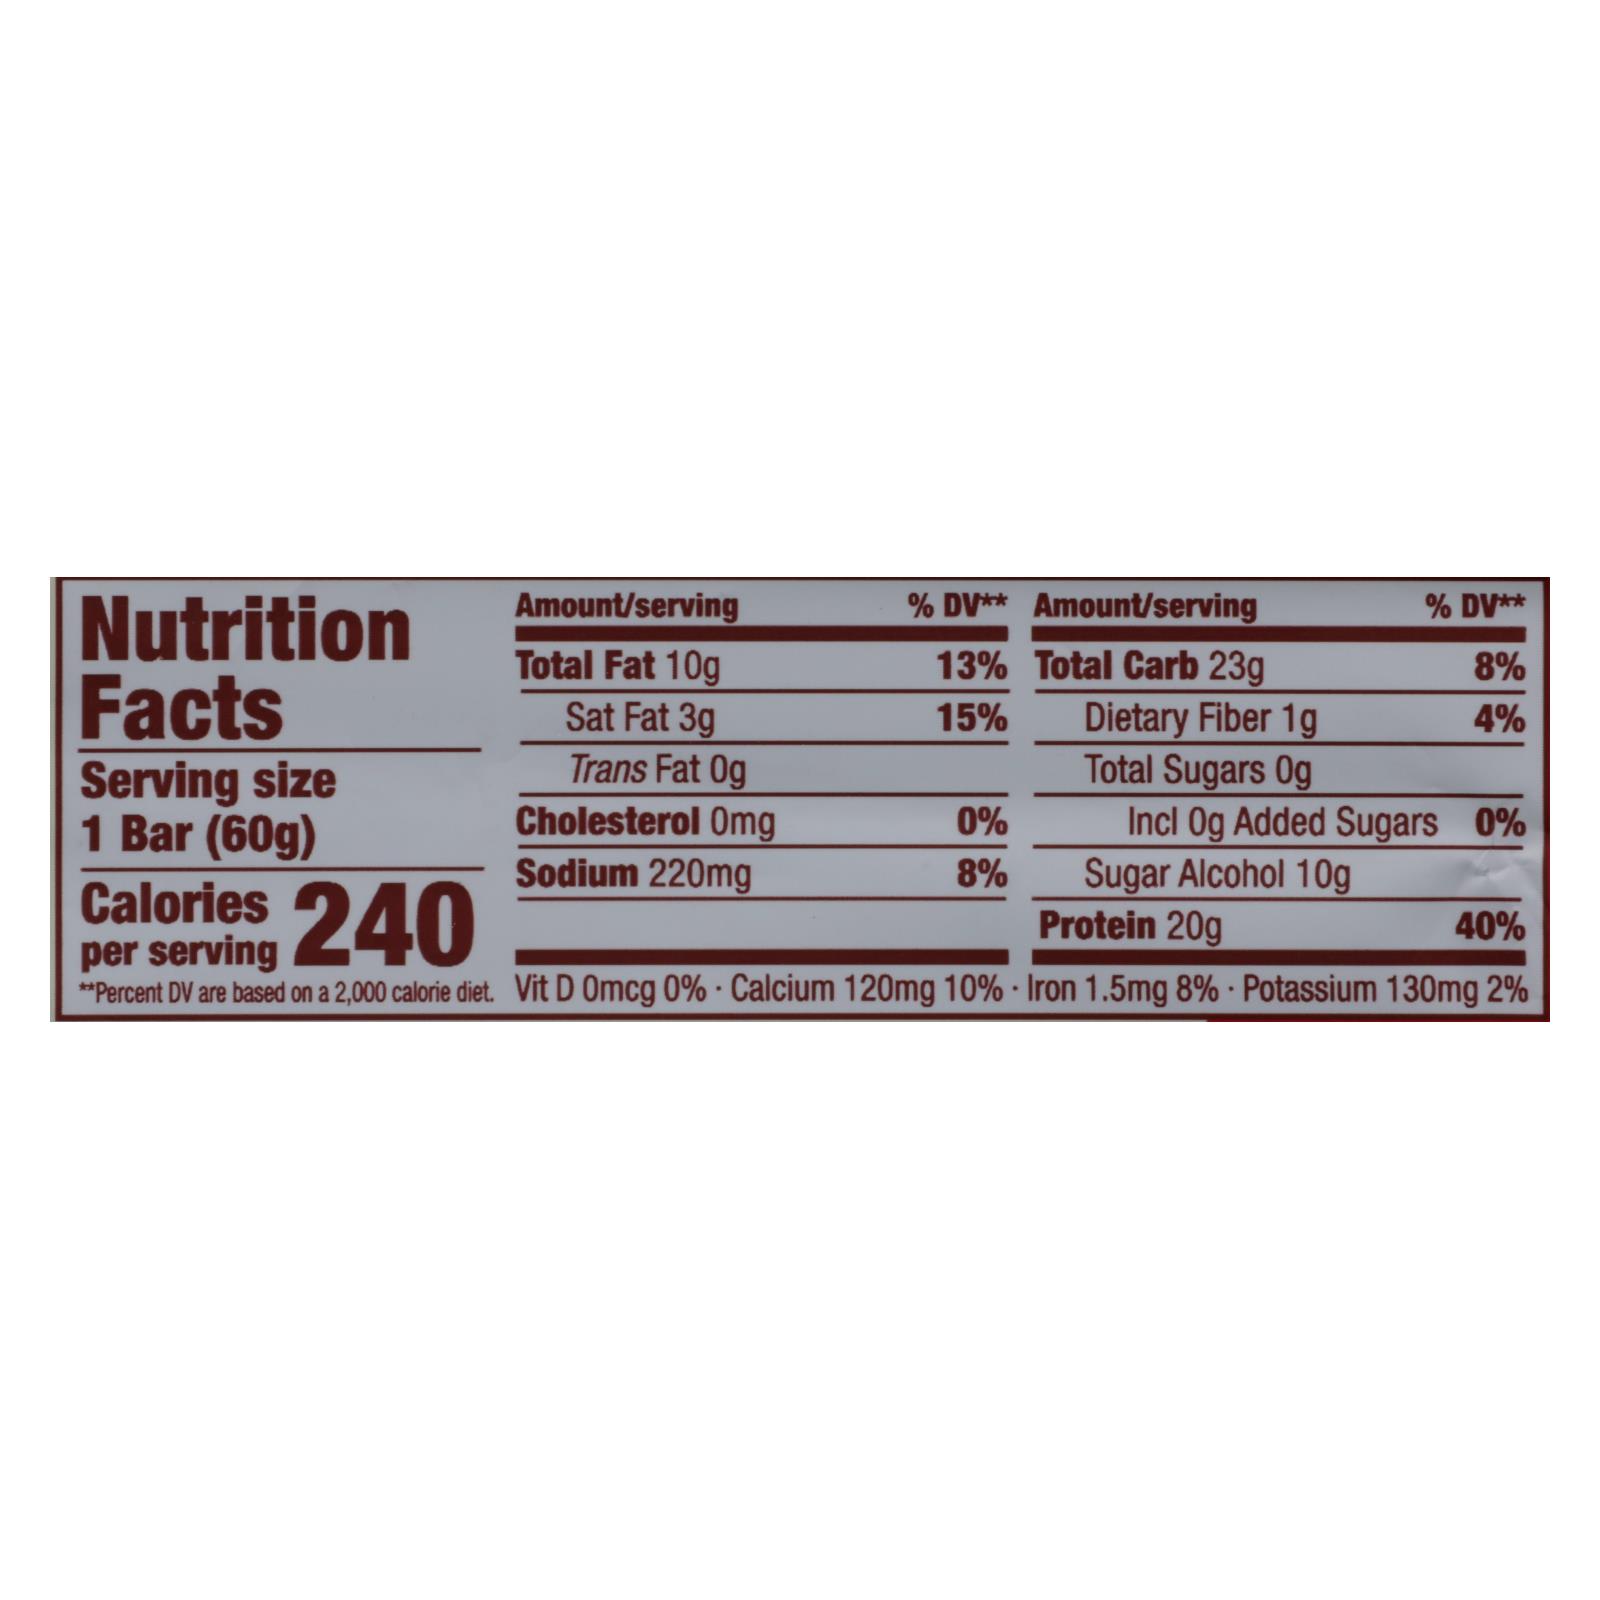 Nutrition
Facts
Serving size
1 Bar (60g)
Calories
per serving 240
**Percent DV are based on a 2,000 calorie diet.
Amount/serving % DV**
Total Fat 10g 13%
Sat Fat 3g 15%
Trans Fat 0g
Cholesterol 0mg 0%
Sodium 220mg 8%
Amount/serving % DV**
Total Carb 23g 8%
Dietary Fiber 1g 4%
Total Sugars 0g
Incl 0g Added Sugars 0%
Sugar Alcohol 10g
Protein 20g 40%
Vit D 0mcg 0% · Calcium 120mg 10% · Iron 1.5mg 8% · Potassium 130mg 2%